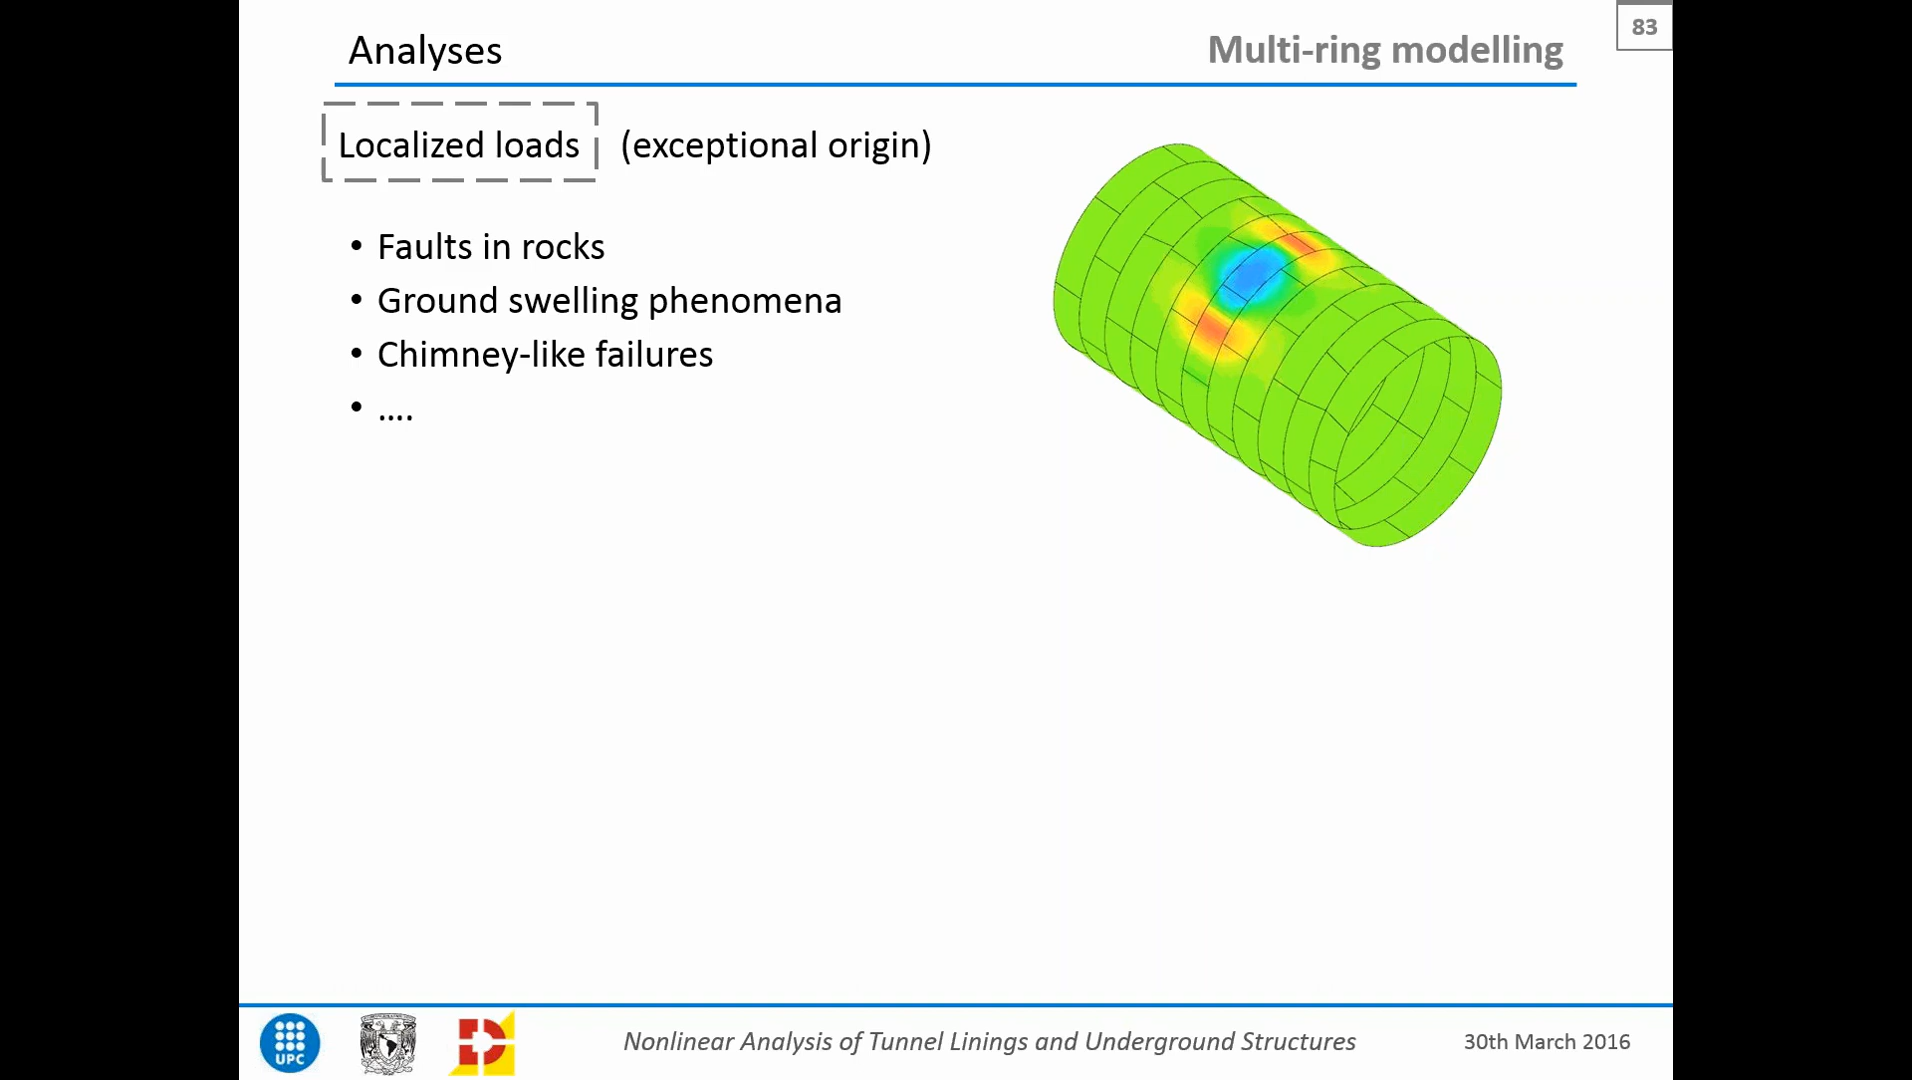 Analyses
Multi-ring modelling
83
Localized loads (exceptional origin)
• Faults in rocks
• Ground swelling phenomena
• Chimney-like failures
• ....
UPC
Nonlinear Analysis of Tunnel Linings and Underground Structures
30th March 2016